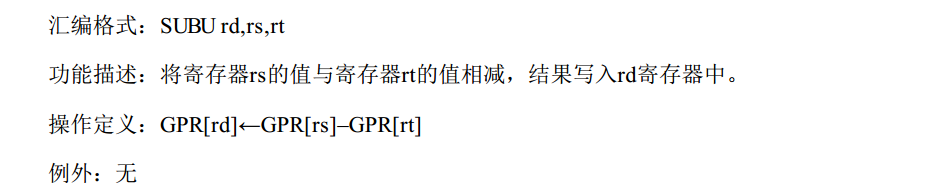 汇编格式：SUBU rd,rs,rt
功能描述：将寄存器rs的值与寄存器rt的值相减，结果写入rd寄存器中。
操作定义：GPR[rd]←GPR[rs]–GPR[rt]
例外：无